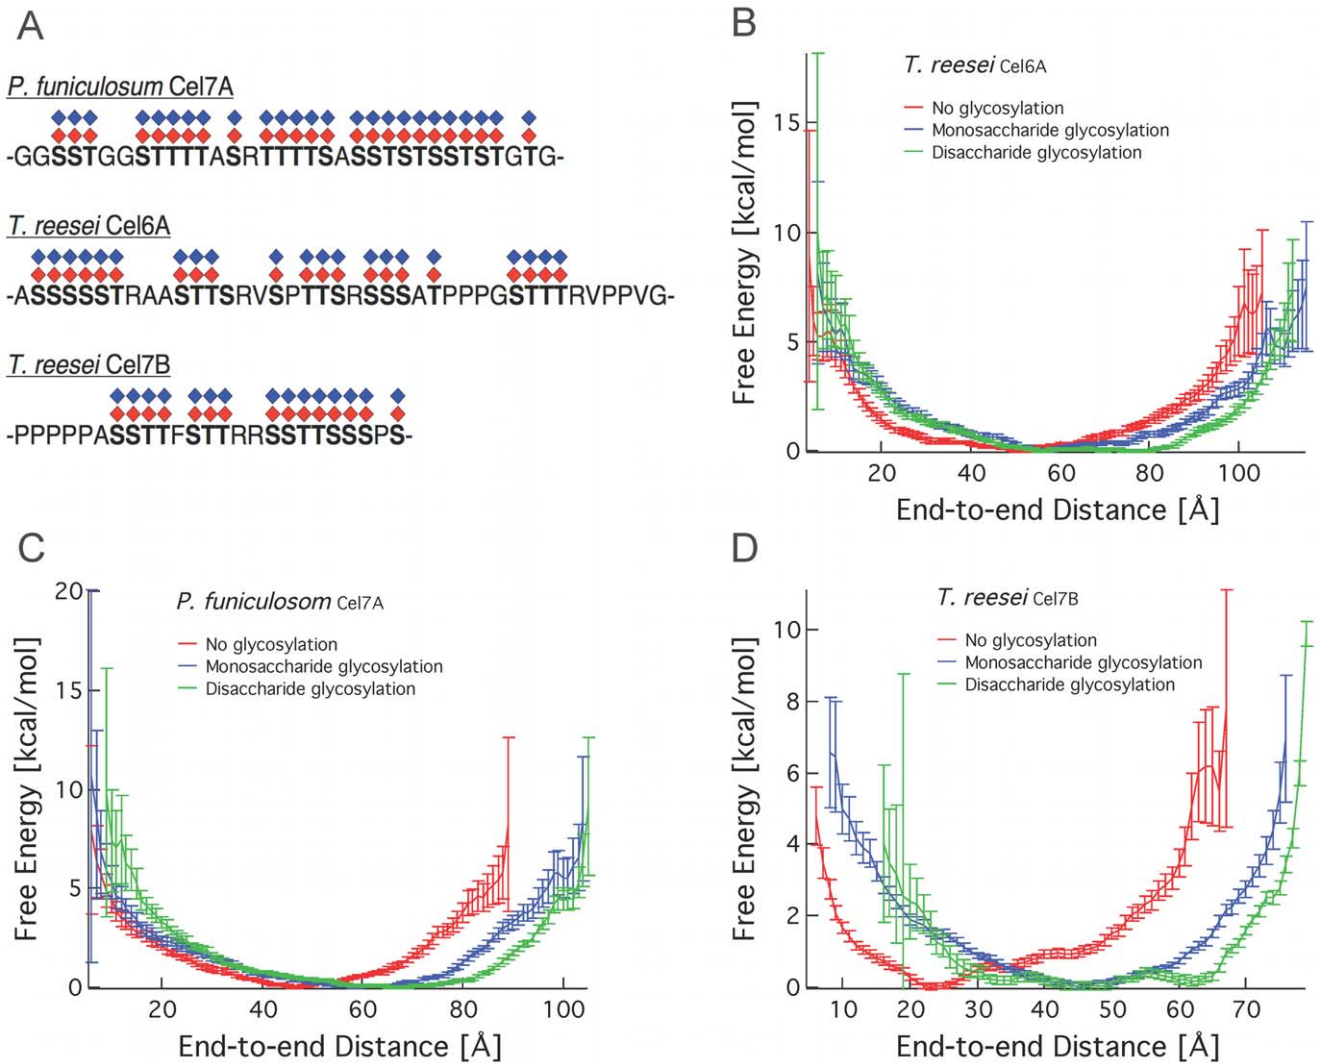 A
P. funiculosum Cel7A
-GGSSTGGSTTTTASRTTTTSASSTSTSSTSTGTG-
T. reesei Cel6A
-ASSSSSTRAASTTSRVSPTTSRSSSATPPPGSTTTRVPPVG-
T. reesei Cel7B
-PPPPPASSTTFSTTRRSSTTSSSPS-
B
T. reesei Cel6A
No glycosylation
Monosaccharide glycosylation
Disaccharide glycosylation
Free Energy [kcal/mol]
15
10
5
0
20 40 60 80 100
End-to-end Distance [Å]
C
P. funiculosom Cel7A
No glycosylation
Monosaccharide glycosylation
Disaccharide glycosylation
Free Energy [kcal/mol]
20
15
10
5
0
20 40 60 80 100
End-to-end Distance [Å]
D
T. reesei Cel7B
No glycosylation
Monosaccharide glycosylation
Disaccharide glycosylation
Free Energy [kcal/mol]
10
8
6
4
2
0
10 20 30 40 50 60 70
End-to-end Distance [Å]